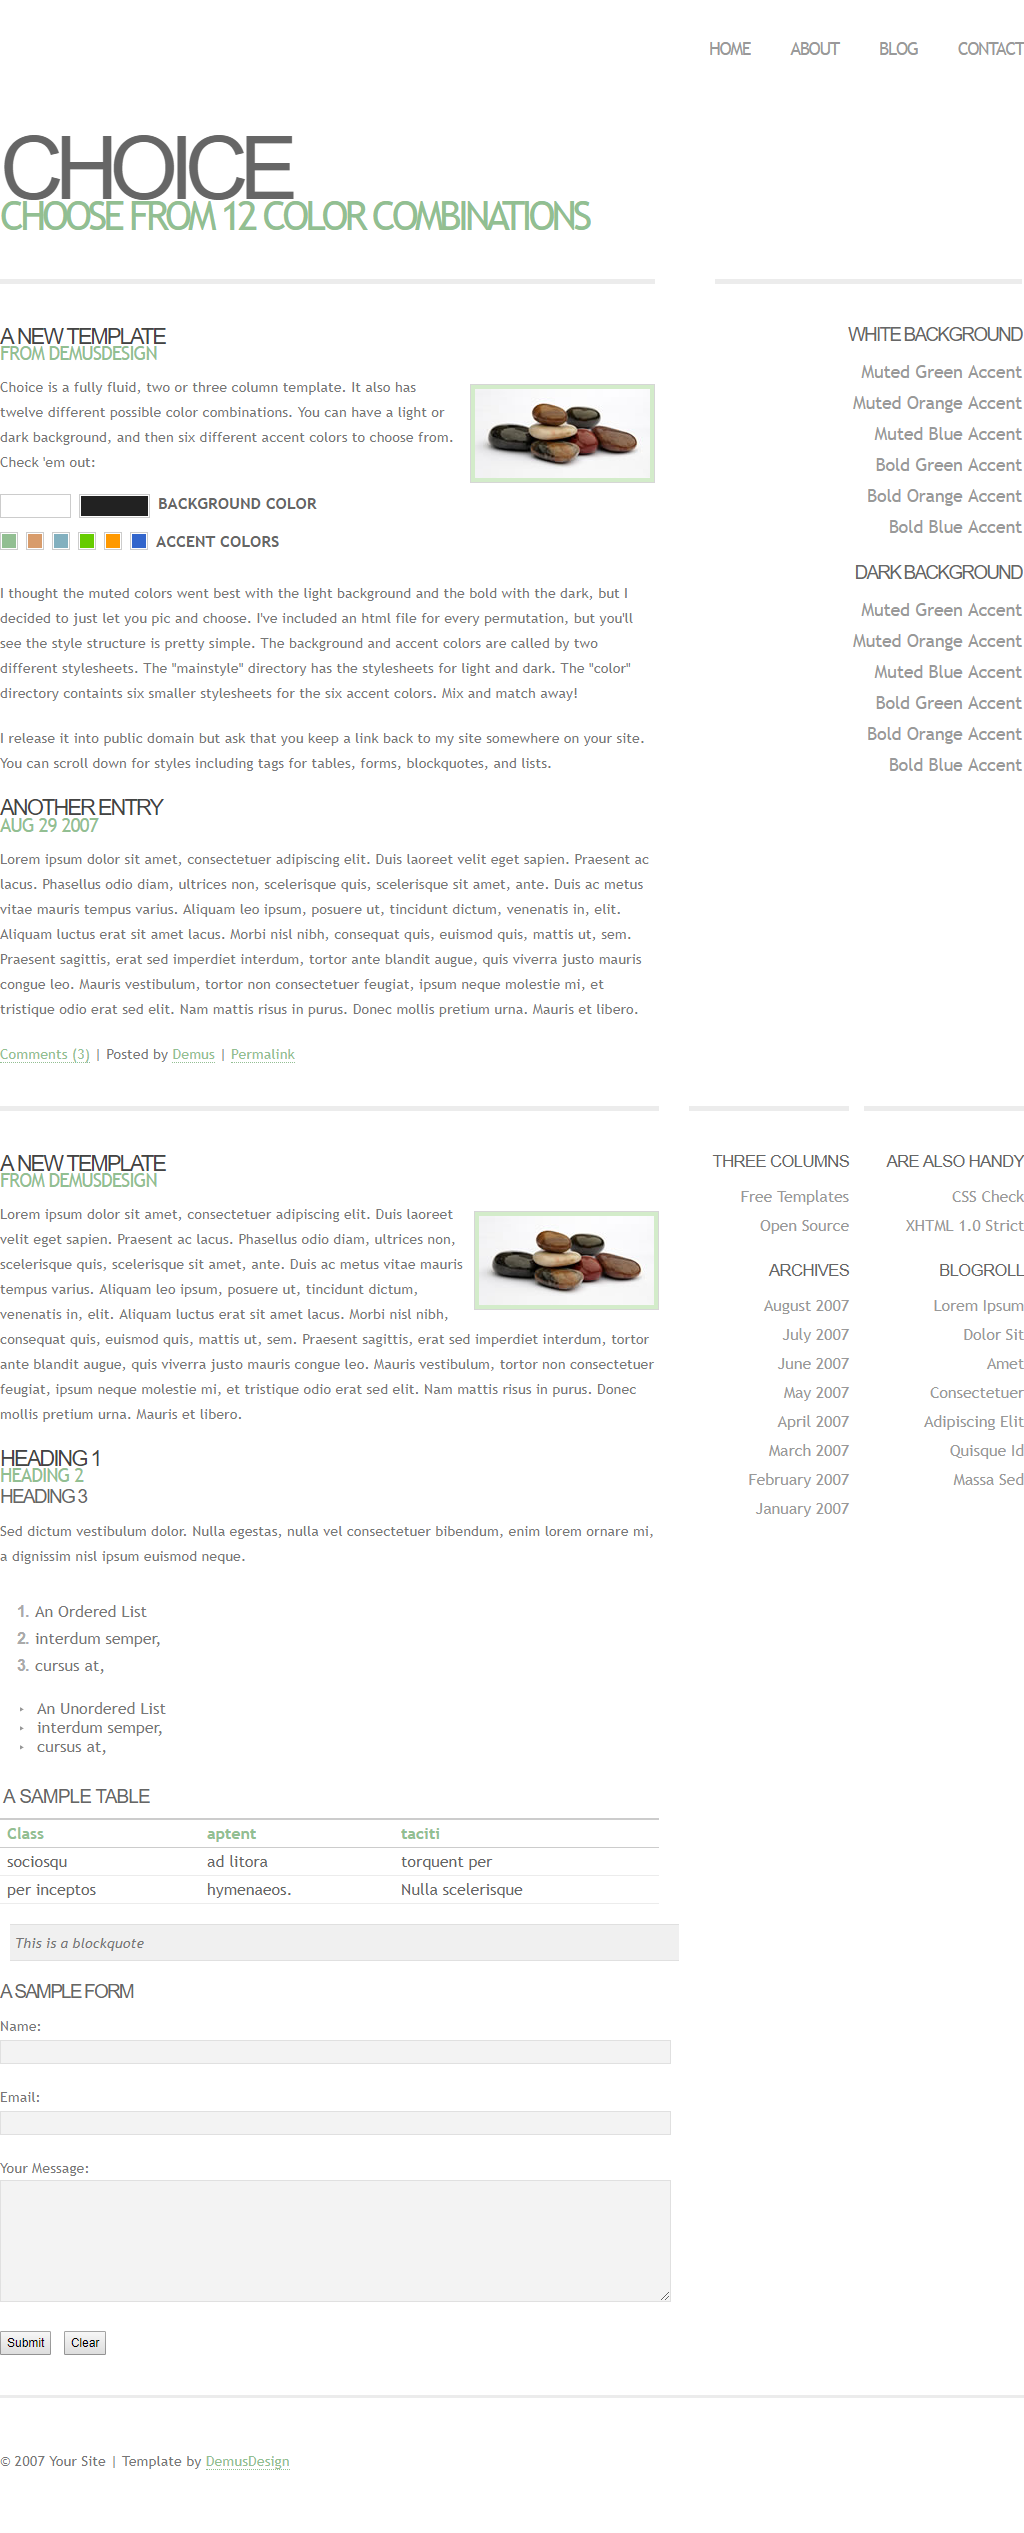 HOME ABOUT BLOG CONTACT
CHOICE
CHOOSE FROM 12 COLOR COMBINATIONS
A NEW TEMPLATE
FROM DEMUSDESIGN
Choice is a fully fluid, two or three column template. It also has
twelve different possible color combinations. You can have a light or
dark background, and then six different accent colors to choose from.
Check 'em out:
BACKGROUND COLOR
ACCENT COLORS
I thought the muted colors went best with the light background and the bold with the dark, but I
decided to just let you pic and choose. I've included an html file for every permutation, but you'll
see the style structure is pretty simple. The background and accent colors are called by two
different stylesheets. The "mainstyle" directory has the stylesheets for light and dark. The "color"
directory containts six smaller stylesheets for the six accent colors. Mix and match away!
I release it into public domain but ask that you keep a link back to my site somewhere on your site.
You can scroll down for styles including tags for tables, forms, blockquotes, and lists.
ANOTHER ENTRY
AUG 29 2007
Lorem ipsum dolor sit amet, consectetuer adipiscing elit. Duis laoreet velit eget sapien. Praesent ac
lacus. Phasellus odio diam, ultrices non, scelerisque quis, scelerisque sit amet, ante. Duis ac metus
vitae mauris tempus varius. Aliquam leo ipsum, posuere ut, tincidunt dictum, venenatis in, elit.
Aliquam luctus erat sit amet lacus. Morbi nisl nibh, consequat quis, euismod quis, mattis ut, sem.
Praesent sagittis, erat sed imperdiet interdum, tortor ante blandit augue, quis viverra justo mauris
congue leo. Mauris vestibulum, tortor non consectetuer feugiat, ipsum neque molestie mi, et
tristique odio erat sed elit. Nam mattis risus in purus. Donec mollis pretium urna. Mauris et libero.
Comments (3) | Posted by Demus | Permalink
WHITE BACKGROUND
Muted Green Accent
Muted Orange Accent
Muted Blue Accent
Bold Green Accent
Bold Orange Accent
Bold Blue Accent
DARK BACKGROUND
Muted Green Accent
Muted Orange Accent
Muted Blue Accent
Bold Green Accent
Bold Orange Accent
Bold Blue Accent
A NEW TEMPLATE
FROM DEMUSDESIGN
Lorem ipsum dolor sit amet, consectetuer adipiscing elit. Duis laoreet
velit eget sapien. Praesent ac lacus. Phasellus odio diam, ultrices non,
scelerisque quis, scelerisque sit amet, ante. Duis ac metus vitae mauris
tempus varius. Aliquam leo ipsum, posuere ut, tincidunt dictum,
venenatis in, elit. Aliquam luctus erat sit amet lacus. Morbi nisl nibh,
consequat quis, euismod quis, mattis ut, sem. Praesent sagittis, erat sed imperdiet interdum, tortor
ante blandit augue, quis viverra justo mauris congue leo. Mauris vestibulum, tortor non consectetuer
feugiat, ipsum neque molestie mi, et tristique odio erat sed elit. Nam mattis risus in purus. Donec
mollis pretium urna. Mauris et libero.
HEADING 1
HEADING 2
HEADING 3
Sed dictum vestibulum dolor. Nulla egestas, nulla vel consectetuer bibendum, enim lorem ornare mi,
a dignissim nisl ipsum euismod neque.
1. An Ordered List
2. interdum semper,
3. cursus at,
An Unordered List
interdum semper,
cursus at,
A SAMPLE TABLE
Class aptent taciti
sociosqu ad litora torquent per
per inceptos hymenaeos. Nulla scelerisque
This is a blockquote
A SAMPLE FORM
Name:
Email:
Your Message:
Submit Clear
THREE COLUMNS
Free Templates
Open Source
ARCHIVES
August 2007
July 2007
June 2007
May 2007
April 2007
March 2007
February 2007
January 2007
ARE ALSO HANDY
CSS Check
XHTML 1.0 Strict
BLOGROLL
Lorem Ipsum
Dolor Sit
Amet
Consectetuer
Adipiscing Elit
Quisque Id
Massa Sed
© 2007 Your Site | Template by DemusDesign